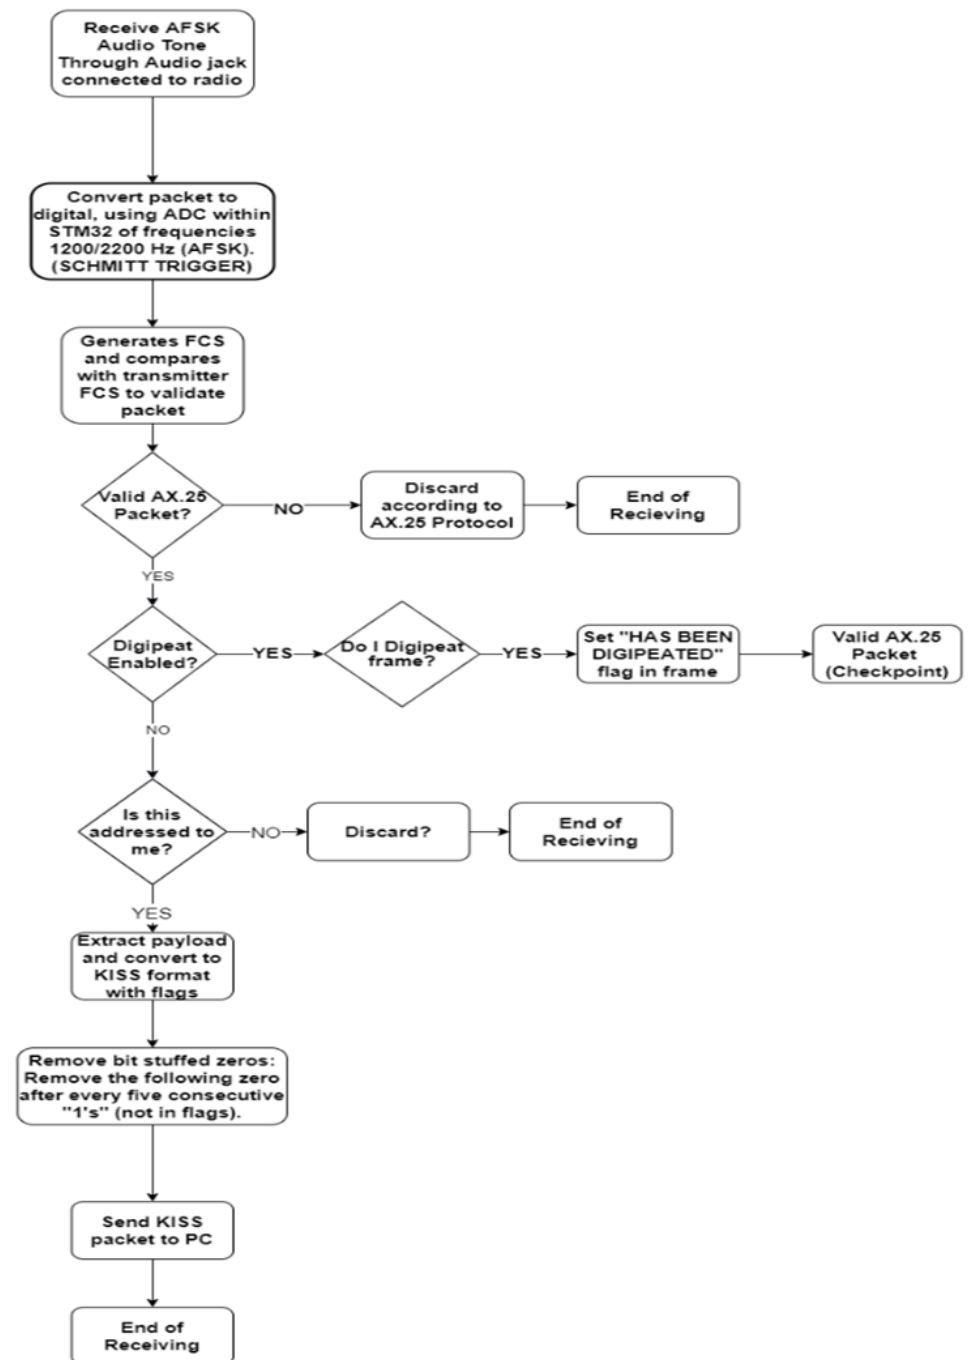 Receive AFSK
Audio Tone
Through Audio jack
connected to radio
Convert packet to
digital, using ADC within
STM32 of frequencies
1200/2200 Hz (AFSK).
(SCHMITT TRIGGER)
Generates FCS
and compares
with transmitter
FCS to validate
packet
Valid AX.25
Packet?
NO
Discard
according to
AX.25 Protocol
End of
Recieving
YES
Digipeat
Enabled?
YES
Do I Digipeat
frame?
YES
Set "HAS BEEN
DIGIPEATED"
flag in frame
Valid AX.25
Packet
(Checkpoint)
NO
Is this
addressed to
me?
NO
Discard?
End of
Recieving
YES
Extract payload
and convert to
KISS format
with flags
Remove bit stuffed zeros:
Remove the following zero
after every five consecutive
"1's" (not in flags).
Send KISS
packet to PC
End of
Receiving